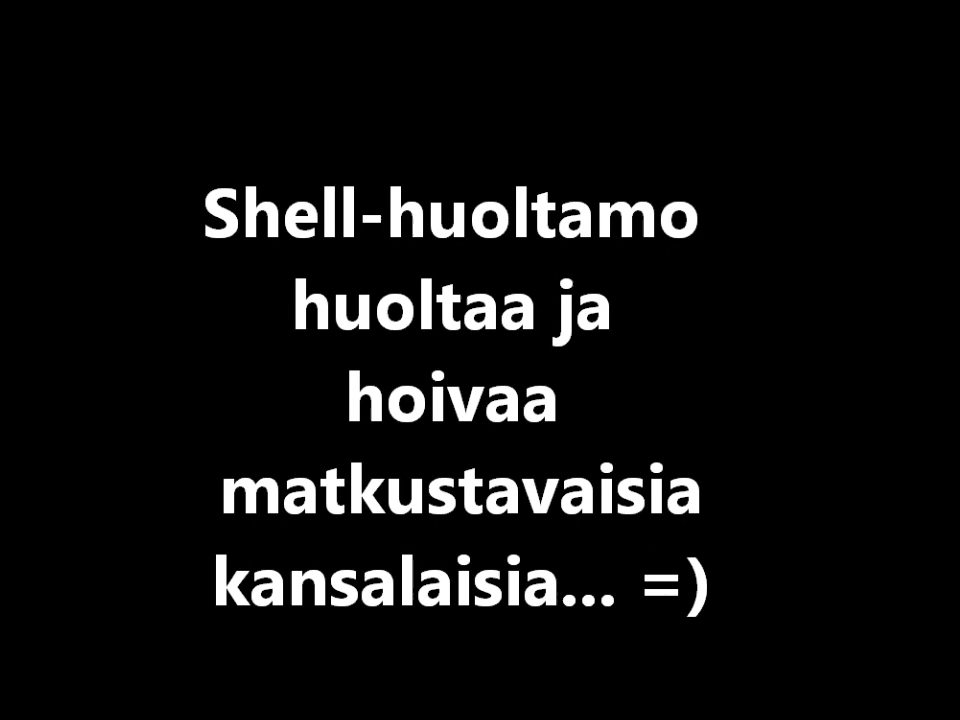 Shell-huoltamo
huoltaa ja
hoivaa
matkustavaisia
kansalaisia... =)